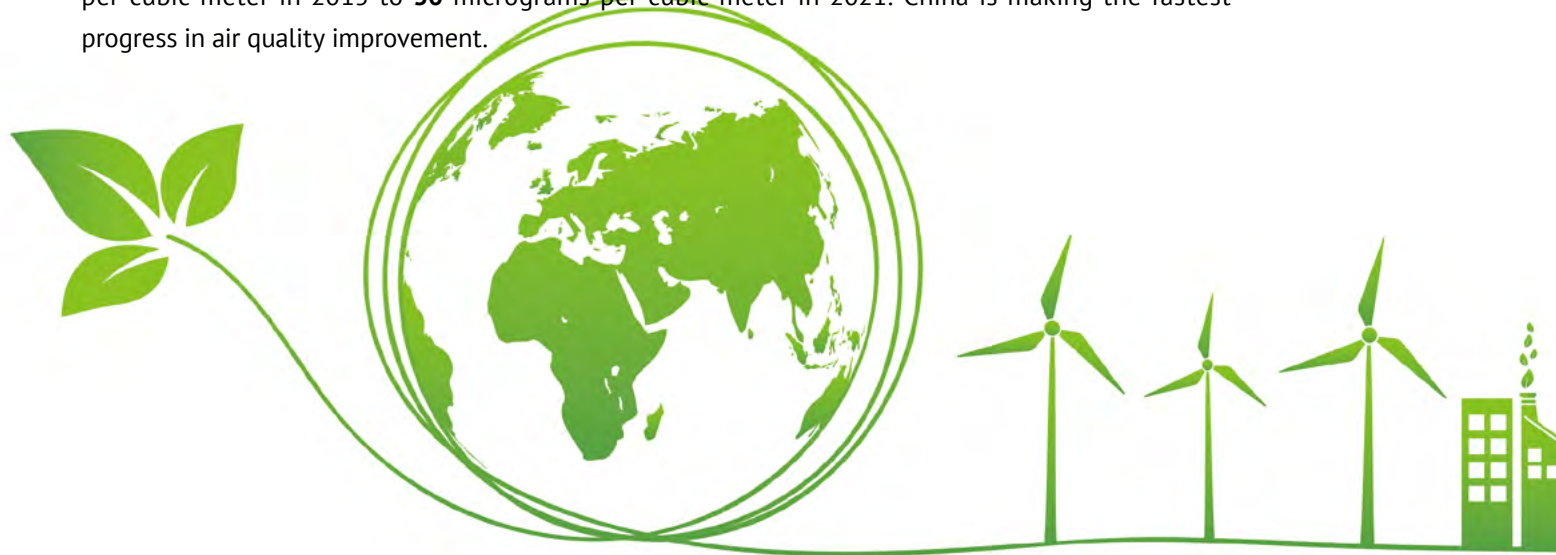 per cubic meter in 2015 to 30 micrograms per cubic meter in 2021. China is making the fastest
progress in air quality improvement.